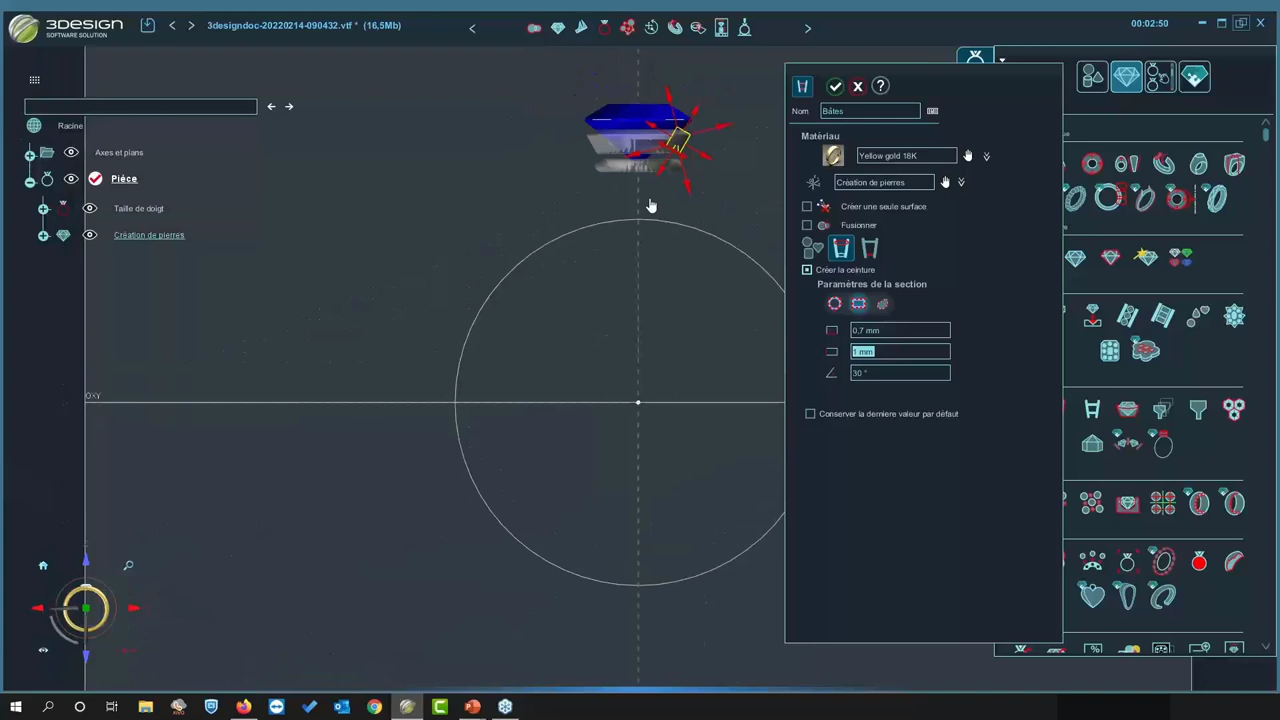 3DESIGN
SOFTWARE SOLUTION
3designdoc-20220214-090432.vtf * (16,5Mb)
00:02:50
Nom
Bâtes
Racine
Matèriau
Axes et plans
Yellow gold 18K
Pièce
Création de pierres
Taille de doigt
Créer une seule surface
Création de pierres
Fusionner
Créer la ceinture
Paramètres de la section
0,7 mm
1 mm
30 °
OXY
Conserver la derniere valeur par défaut